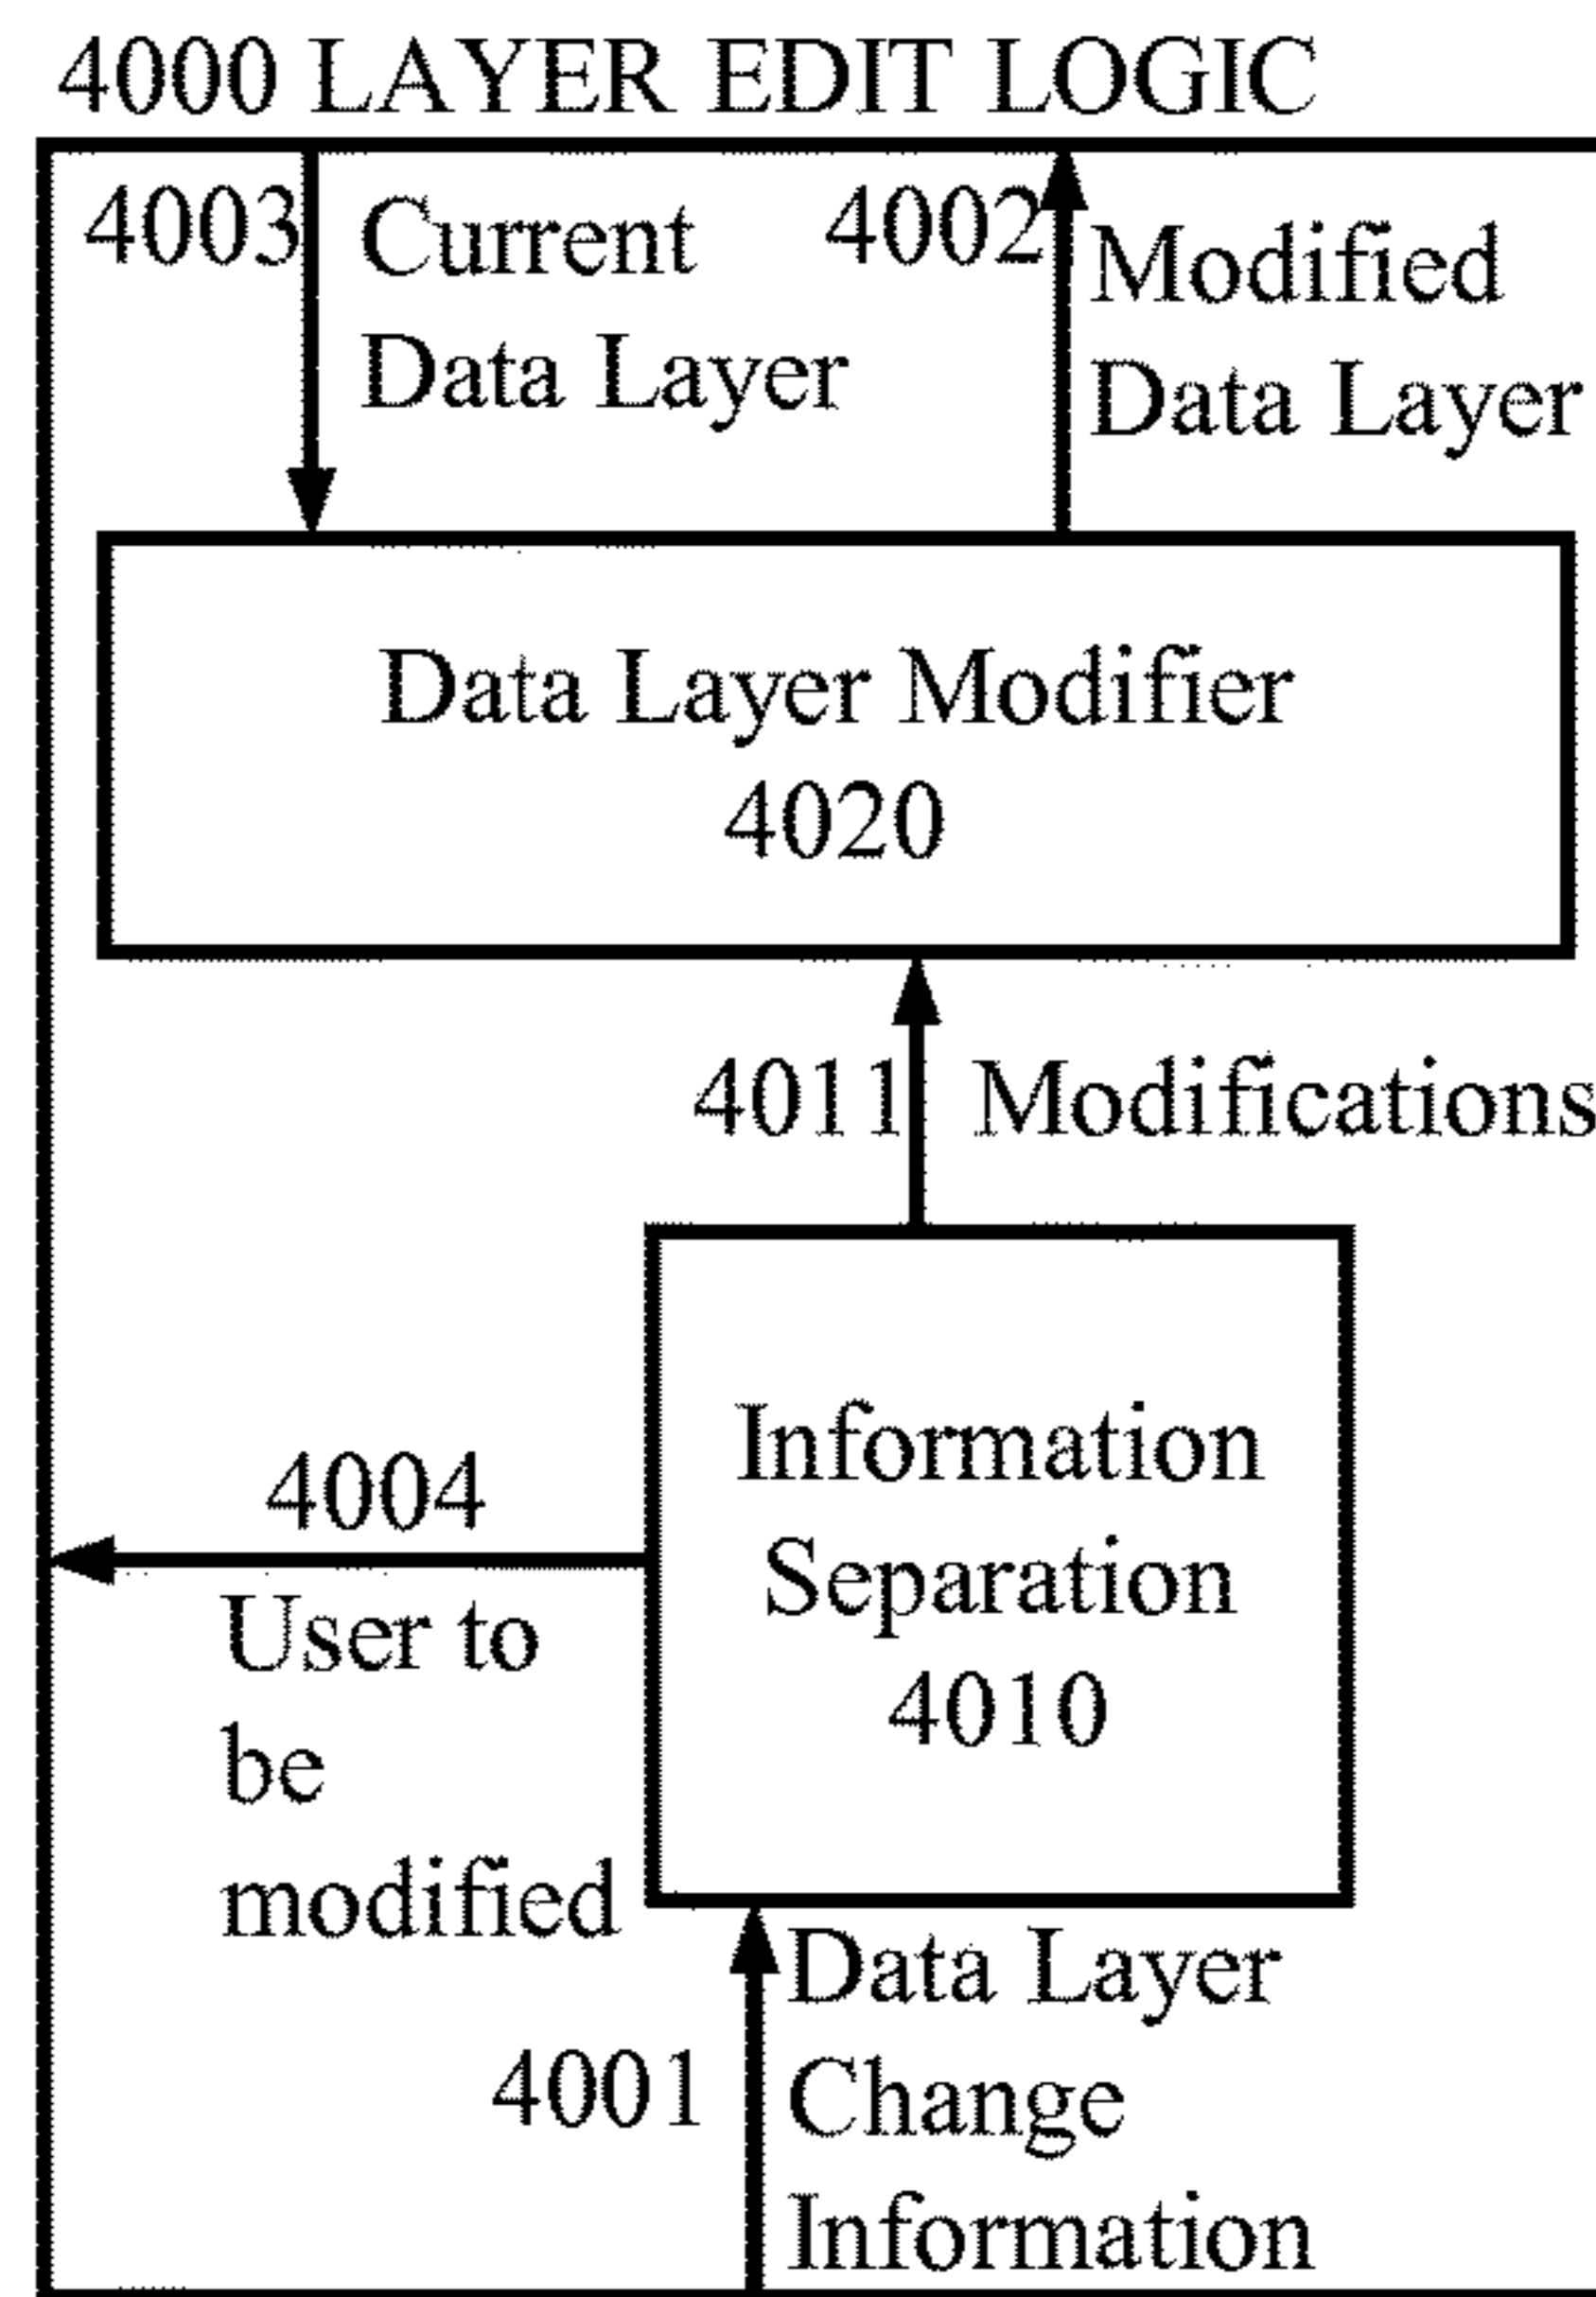 4000 LAYER EDIT LOGIC
4003
Current
Data Layer
4002
Modified
Data Layer
Data Layer Modifier
4020
4011
Modifications
Information
Separation
4010
4004
User to
be
modified
4001
Data Layer
Change
Information